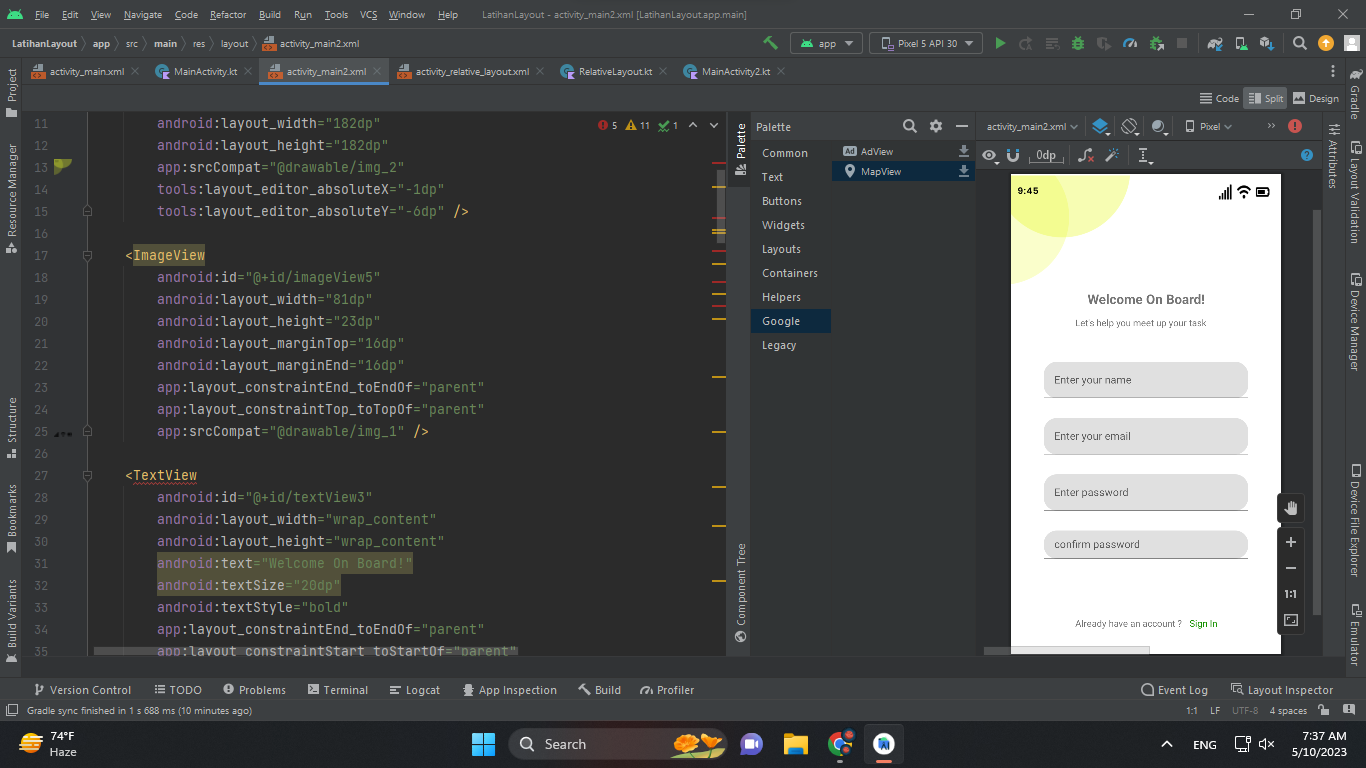 File Edit View Navigate Code Refactor Build Run Tools VCS Window Help LatihanLayout - activity_main2.xml [LatihanLayout.app.main]
LatihanLayout app src main res layout activity_main2.xml app Pixel 5 API 30
activity_main.xml MainActivity.kt activity_main2.xml activity_relative_layout.xml RelativeLayout.kt MainActivity2.kt
Code Split Design
Project
Resource Manager
Structure
Bookmarks
Build Variants
5 11 1
11 android:layout_width="182dp"
12 android:layout_height="182dp"
13 app:srcCompat="@drawable/img_2"
14 tools:layout_editor_absoluteX="-1dp"
15 tools:layout_editor_absoluteY="-6dp" />
16
17 <ImageView
18 android:id="@+id/imageView5"
19 android:layout_width="81dp"
20 android:layout_height="23dp"
21 android:layout_marginTop="16dp"
22 android:layout_marginEnd="16dp"
23 app:layout_constraintEnd_toEndOf="parent"
24 app:layout_constraintTop_toTopOf="parent"
25 app:srcCompat="@drawable/img_1" />
26
27 <TextView
28 android:id="@+id/textView3"
29 android:layout_width="wrap_content"
30 android:layout_height="wrap_content"
31 android:text="Welcome On Board!"
32 android:textSize="20dp"
33 android:textStyle="bold"
34 app:layout_constraintEnd_toEndOf="parent"
35 app:layout_constraintStart_toStartOf="parent"
Palette
Component Tree
Palette
Common
Text
Buttons
Widgets
Layouts
Containers
Helpers
Google
Legacy
Ad AdView
MapView
activity_main2.xml Pixel
0dp
9:45
Welcome On Board!
Let's help you meet up your task
Enter your name
Enter your email
Enter password
confirm password
Already have an account ? Sign In
1:1
Attributes
Gradle
Layout Validation
Device Manager
Device File Explorer
Emulator
Version Control TODO Problems Terminal Logcat App Inspection Build Profiler Event Log Layout Inspector
Gradle sync finished in 1 s 688 ms (10 minutes ago) 1:1 LF UTF-8 4 spaces
74°F
Haze
Search
ENG
7:37 AM
5/10/2023